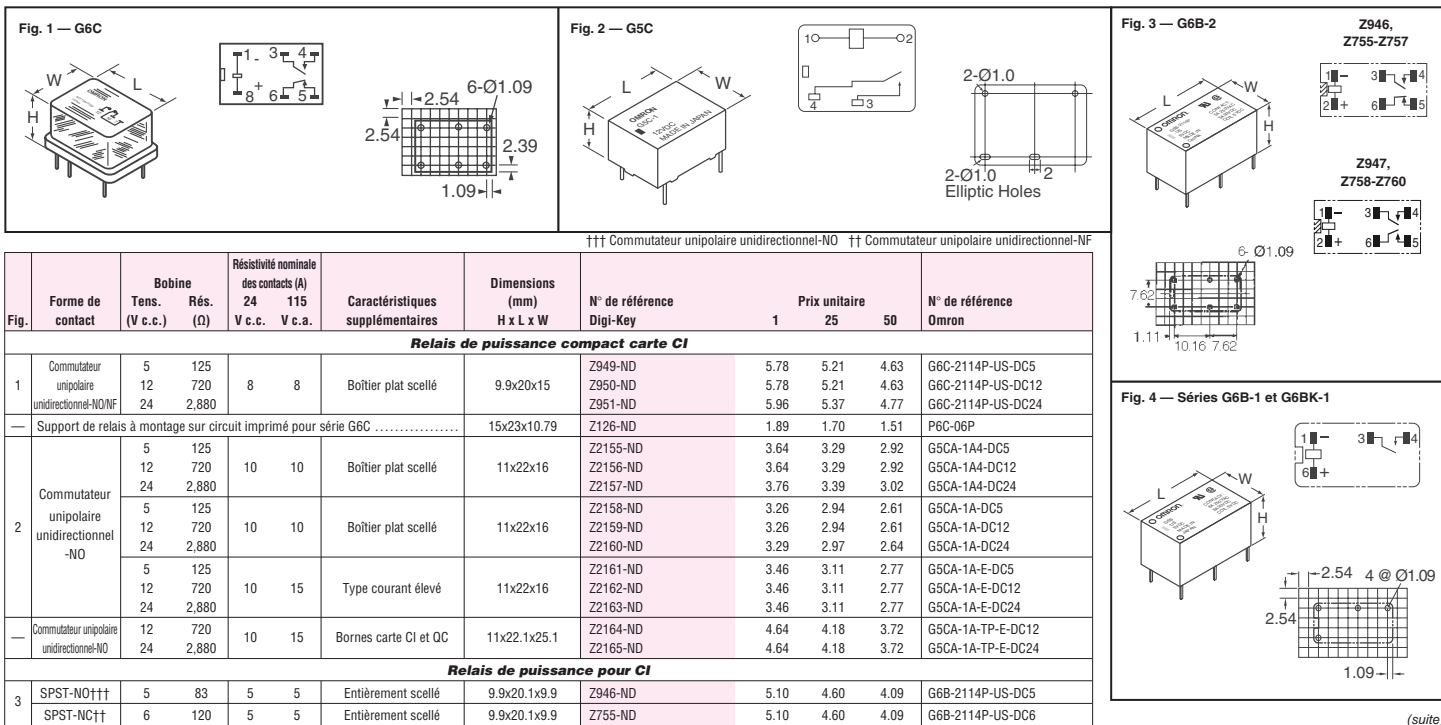 Fig. 1 — G6C
W
L
H
1 - 3 4
8 + 6 5
6-Ø1.09
2.54
2.54
2.39
1.09
Fig. 2 — G5C
1 2
4 3
L
W
H
OMRON
G5C-1
12VDC
MADE IN JAPAN
2-Ø1.0
2-Ø1.0
2
Elliptic Holes
Fig. 3 — G6B-2
Z946,
Z755-Z757
1 - 3 4
2 + 6 5
L
W
H
OMRON
Z947,
Z758-Z760
1 - 3 4
2 + 6 5
6- Ø1.09
7.62
1.11
10.16 7.62
Fig. 4 — Séries G6B-1 et G6BK-1
1 - 3 4
6 +
L
W
H
OMRON
2.54 4 @ Ø1.09
2.54
1.09
††† Commutateur unipolaire unidirectionnel-NO †† Commutateur unipolaire unidirectionnel-NF
Fig. Forme de contact Bobine Tens. (V c.c.) Rés. (Ω) Résistivité nominale des contacts (A) 24 V c.c. 115 V c.a. Caractéristiques supplémentaires Dimensions (mm) H x L x W N° de référence Digi-Key Prix unitaire 1 25 50 N° de référence Omron
Relais de puissance compact carte CI
1 Commutateur unipolaire unidirectionnel-NO/NF 5 125 8 8 Boîtier plat scellé 9.9x20x15 Z949-ND 5.78 5.21 4.63 G6C-2114P-US-DC5
12 720 Z950-ND 5.78 5.21 4.63 G6C-2114P-US-DC12
24 2,880 Z951-ND 5.96 5.37 4.77 G6C-2114P-US-DC24
— Support de relais à montage sur circuit imprimé pour série G6C ................ 15x23x10.79 Z126-ND 1.89 1.70 1.51 P6C-06P
2 Commutateur unipolaire unidirectionnel -NO 5 125 10 10 Boîtier plat scellé 11x22x16 Z2155-ND 3.64 3.29 2.92 G5CA-1A4-DC5
12 720 Z2156-ND 3.64 3.29 2.92 G5CA-1A4-DC12
24 2,880 Z2157-ND 3.76 3.39 3.02 G5CA-1A4-DC24
5 125 10 10 Boîtier plat scellé 11x22x16 Z2158-ND 3.26 2.94 2.61 G5CA-1A-DC5
12 720 Z2159-ND 3.26 2.94 2.61 G5CA-1A-DC12
24 2,880 Z2160-ND 3.29 2.97 2.64 G5CA-1A-DC24
5 125 10 15 Type courant élevé 11x22x16 Z2161-ND 3.46 3.11 2.77 G5CA-1A-E-DC5
12 720 Z2162-ND 3.46 3.11 2.77 G5CA-1A-E-DC12
24 2,880 Z2163-ND 3.46 3.11 2.77 G5CA-1A-E-DC24
— Commutateur unipolaire unidirectionnel-NO 12 720 10 15 Bornes carte CI et QC 11x22.1x25.1 Z2164-ND 4.64 4.18 3.72 G5CA-1A-TP-E-DC12
24 2,880 Z2165-ND 4.64 4.18 3.72 G5CA-1A-TP-E-DC24
Relais de puissance pour CI
3 SPST-NO††† 5 83 5 5 Entièrement scellé 9.9x20.1x9.9 Z946-ND 5.10 4.60 4.09 G6B-2114P-US-DC5
SPST-NC†† 6 120 5 5 Entièrement scellé 9.9x20.1x9.9 Z755-ND 5.10 4.60 4.09 G6B-2114P-US-DC6
(suite